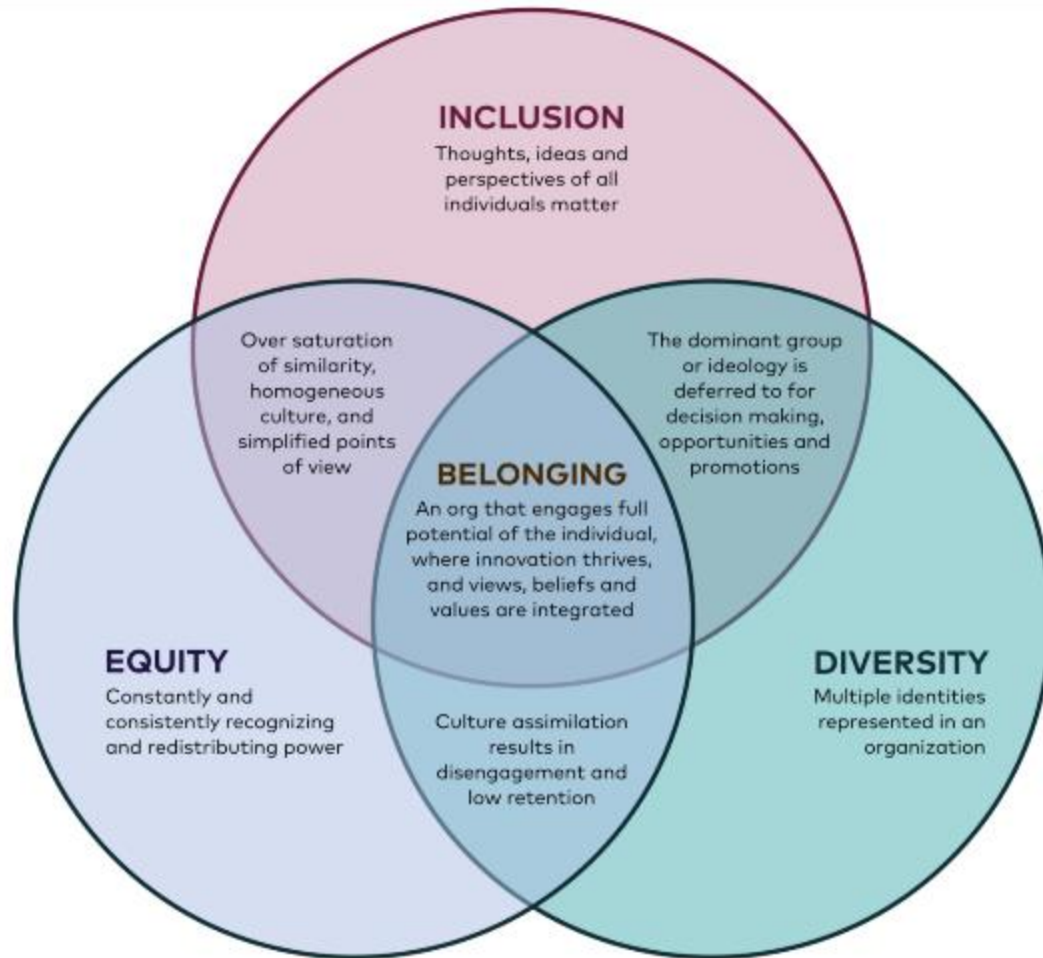 INCLUSION
Thoughts, ideas and
perspectives of all
individuals matter
Over saturation
of similarity,
homogeneous
culture, and
simplified points
of view
The dominant group
or ideology is
deferred to for
decision making,
opportunities and
promotions
BELONGING
An org that engages full
potential of the individual,
where innovation thrives,
and views, beliefs and
values are integrated
EQUITY
Constantly and
consistently recognizing
and redistributing power
DIVERSITY
Multiple identities
represented in an
organization
Culture assimilation
results in
disengagement and
low retention